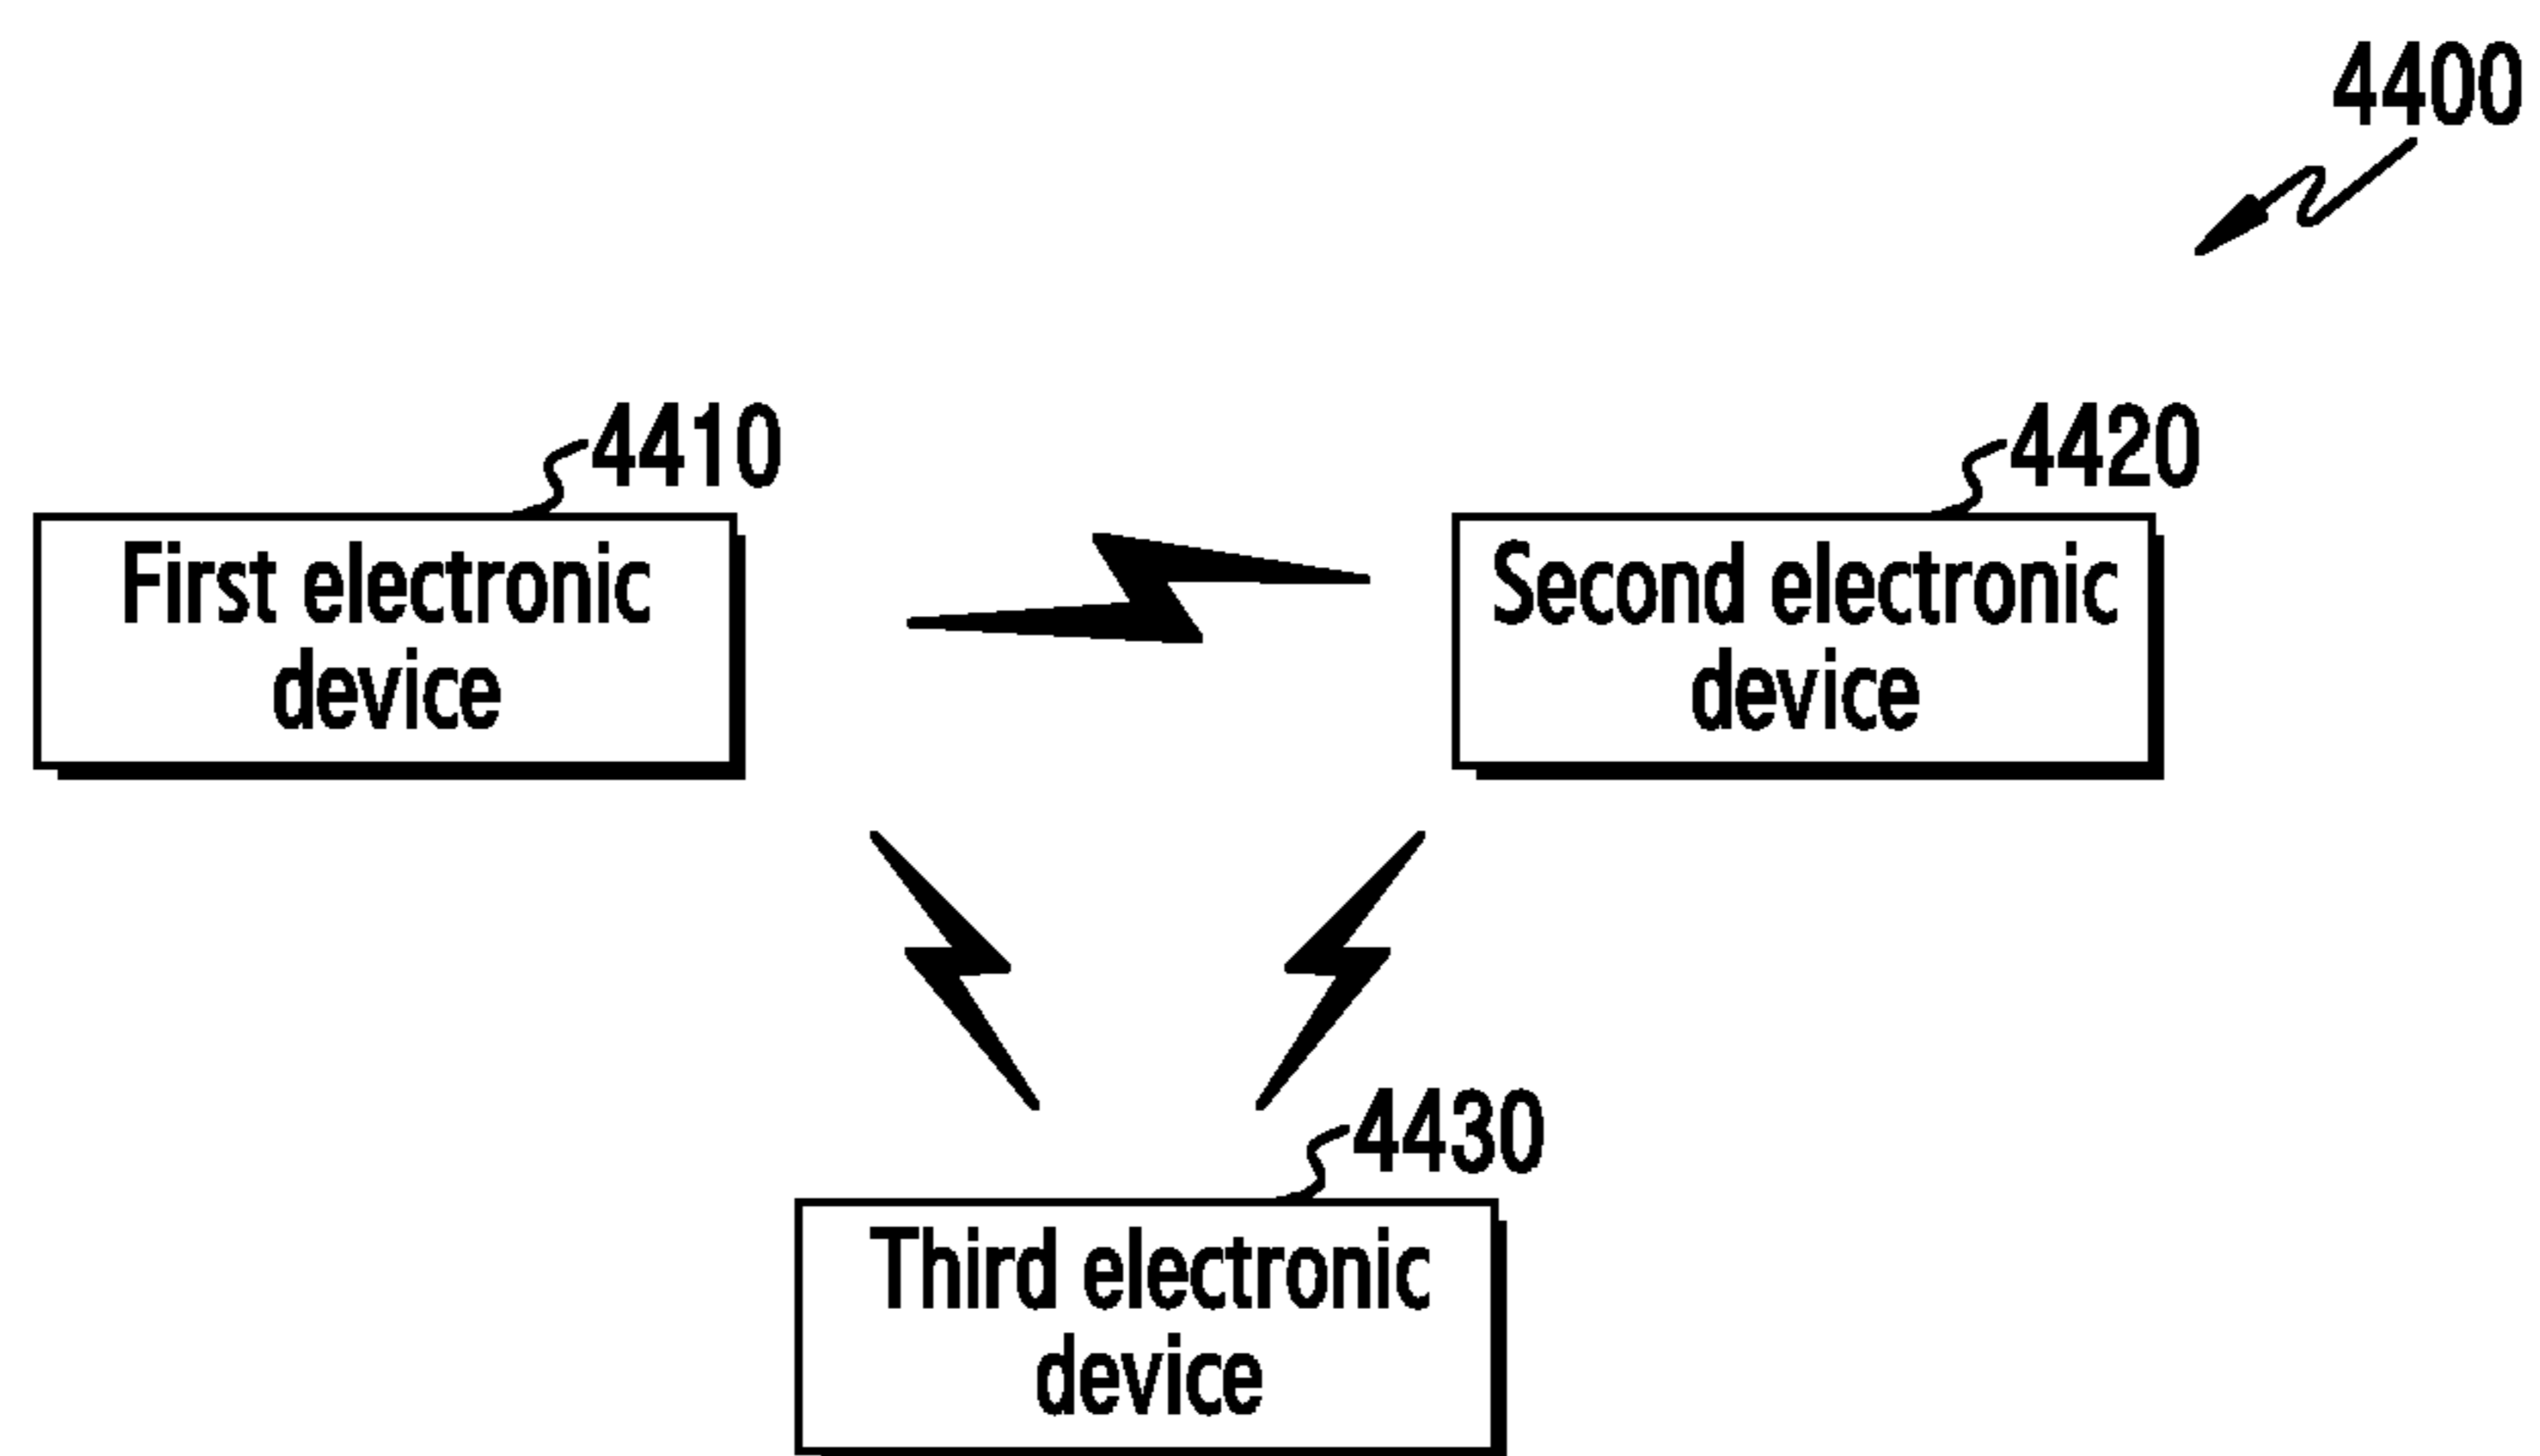 4400
4410
4420
First electronic
device
Second electronic
device
4430
Third electronic
device